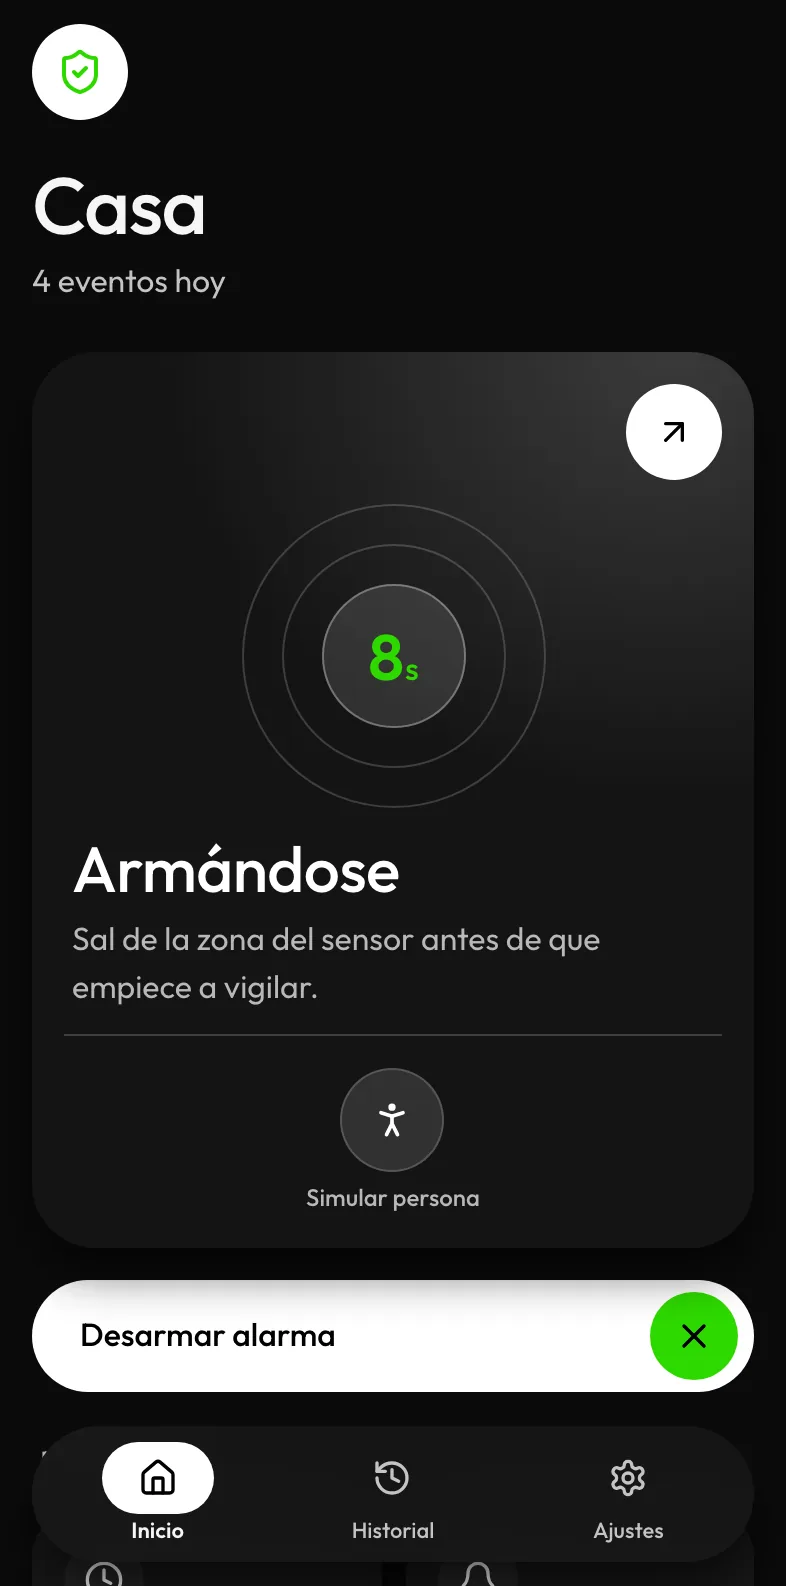 Casa
4 eventos hoy
8s
Armándose
Sal de la zona del sensor antes de que
empiece a vigilar.
Simular persona
Desarmar alarma
Inicio
Historial
Ajustes